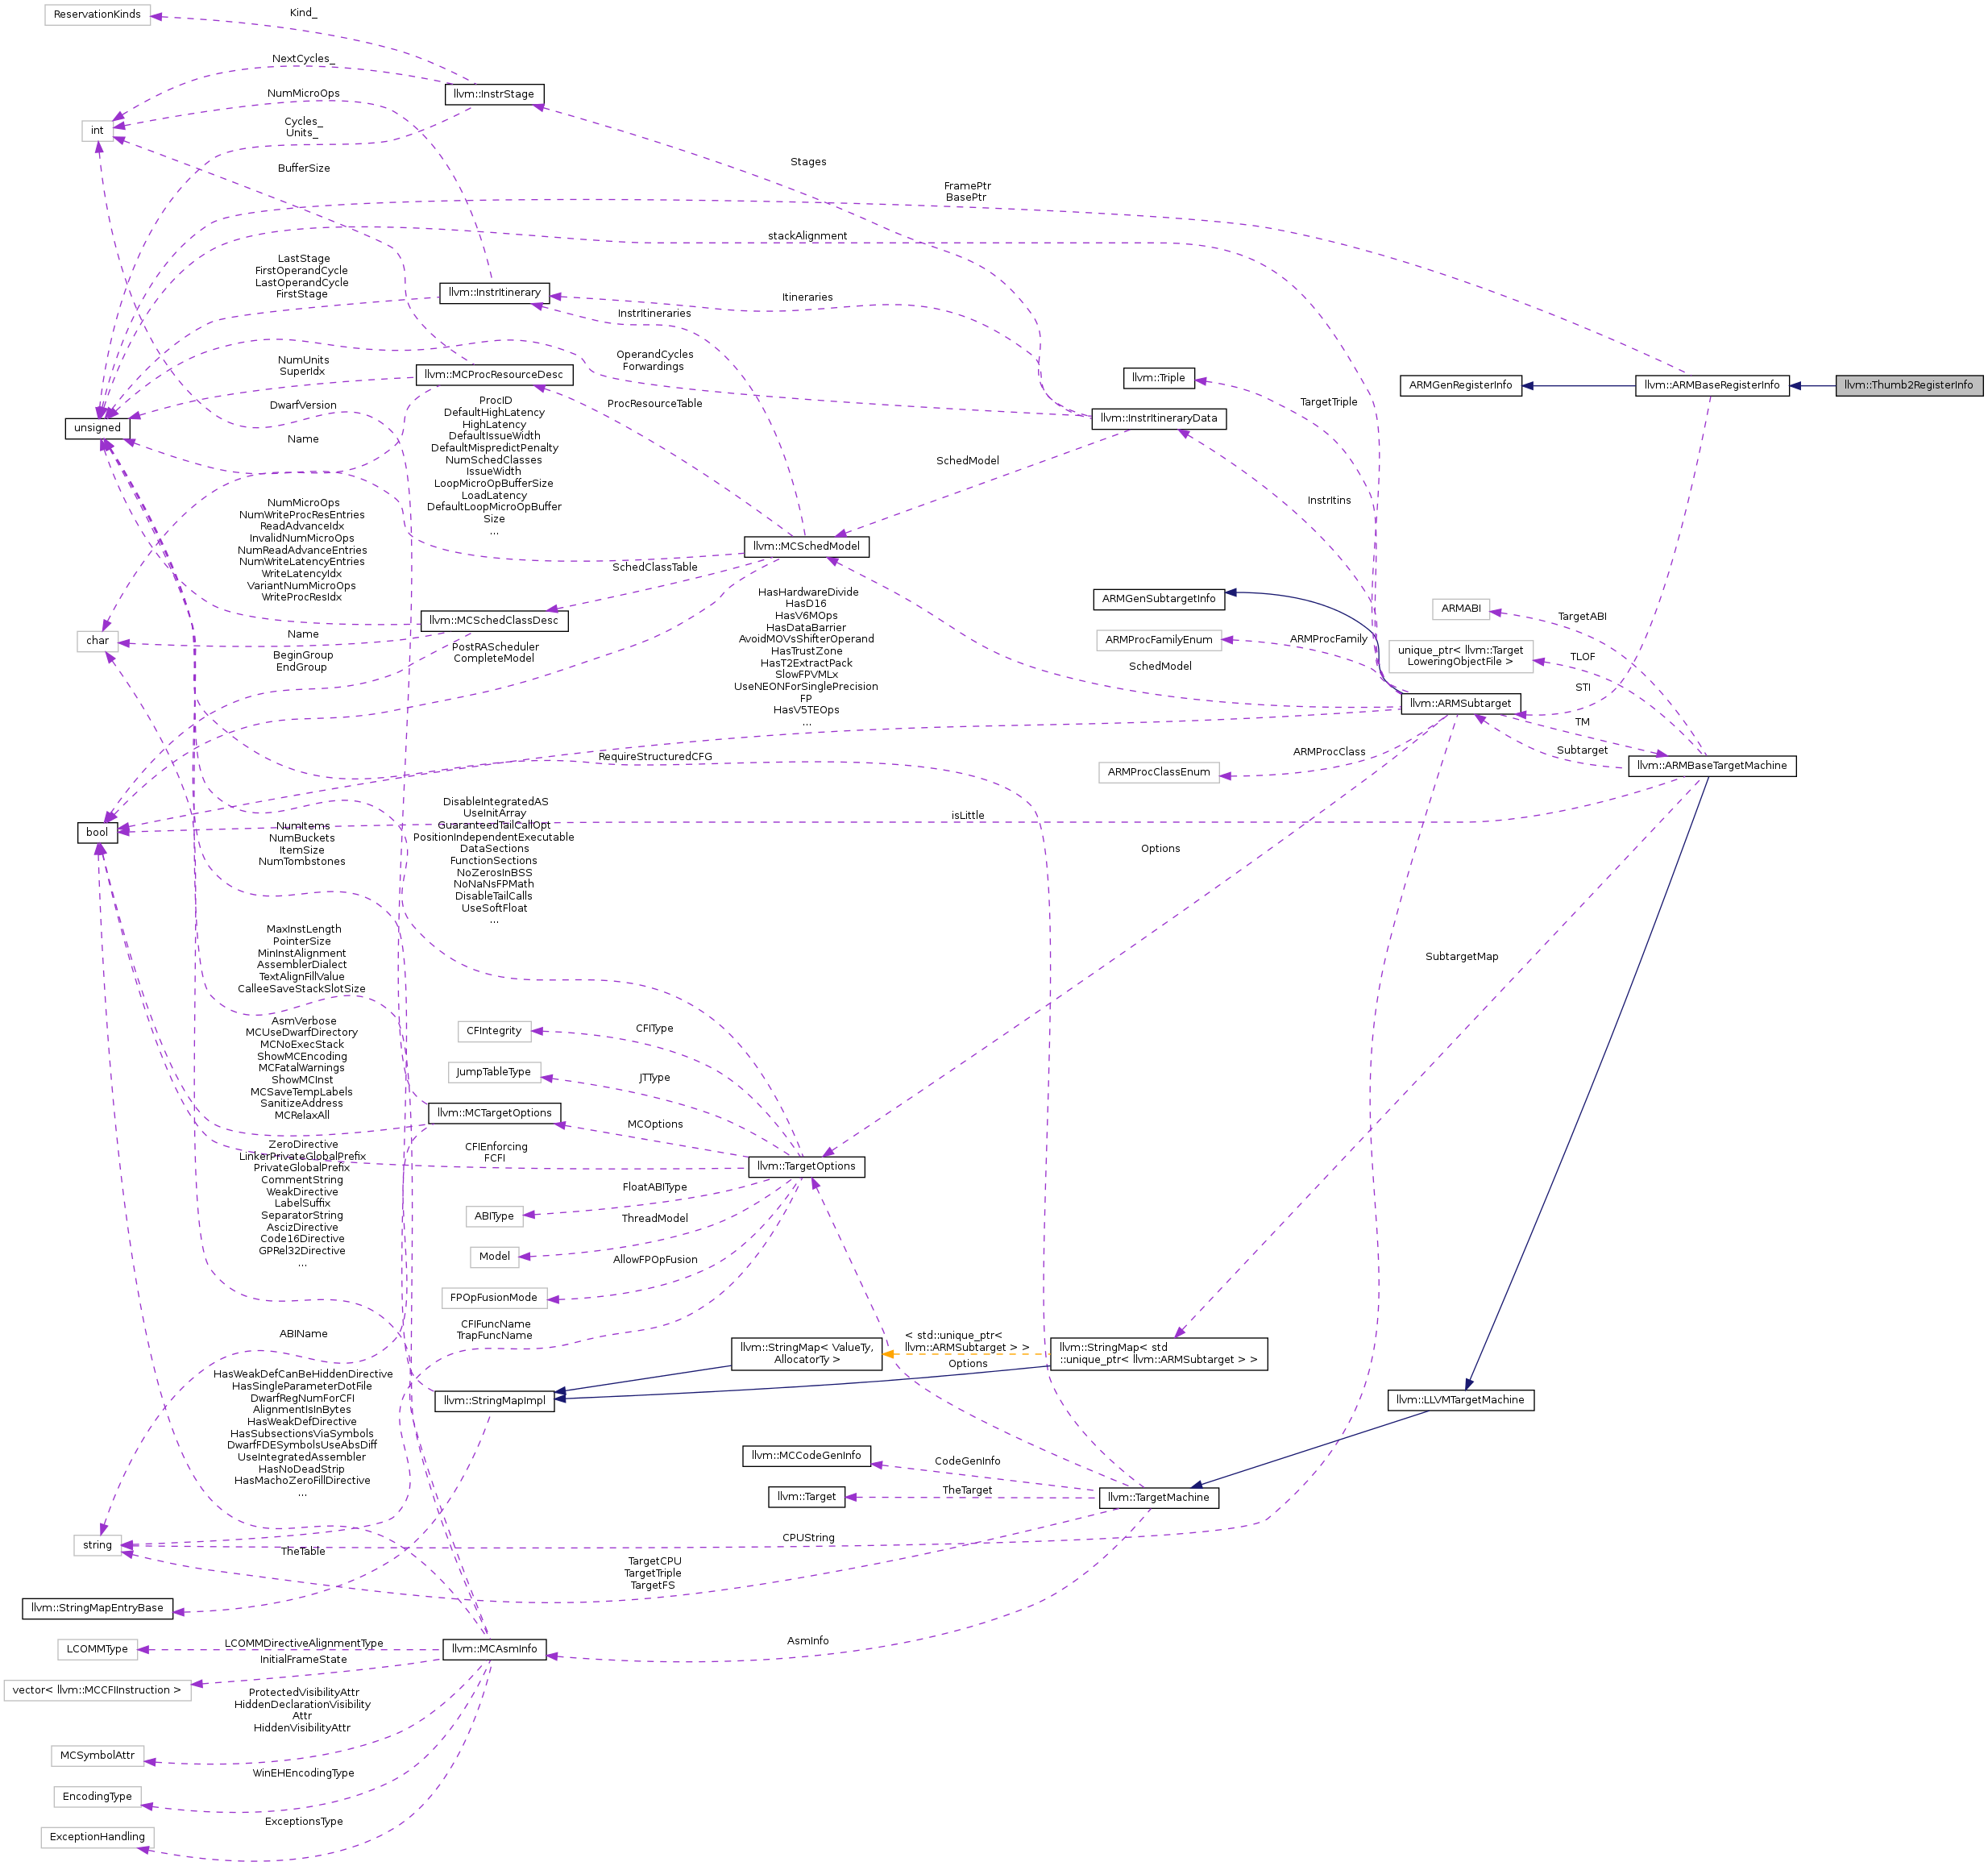 ReservationKinds
Kind_
NextCycles_
llvm::InstrStage
NumMicroOps
int
Cycles_
Units_
BufferSize
Stages
FramePtr
BasePtr
stackAlignment
LastStage
FirstOperandCycle
LastOperandCycle
FirstStage
llvm::InstrItinerary
Itineraries
InstrItineraries
NumUnits
SuperIdx
llvm::MCProcResourceDesc
OperandCycles
Forwardings
llvm::Triple
ARMGenRegisterInfo
llvm::ARMBaseRegisterInfo
llvm::Thumb2RegisterInfo
DwarfVersion
ProcResourceTable
TargetTriple
llvm::InstrItineraryData
unsigned
Name
ProcID
DefaultHighLatency
HighLatency
DefaultIssueWidth
DefaultMispredictPenalty
NumSchedClasses
IssueWidth
LoopMicroOpBufferSize
LoadLatency
DefaultLoopMicroOpBuffer
Size
...
SchedModel
InstrItins
NumMicroOps
NumWriteProcResEntries
ReadAdvanceIdx
InvalidNumMicroOps
NumReadAdvanceEntries
NumWriteLatencyEntries
WriteLatencyIdx
VariantNumMicroOps
WriteProcResIdx
llvm::MCSchedModel
SchedClassTable
llvm::MCSchedClassDesc
char
Name
BeginGroup
EndGroup
PostRAScheduler
CompleteModel
HasHardwareDivide
HasD16
HasV6MOps
HasDataBarrier
AvoidMOVsShifterOperand
HasTrustZone
HasT2ExtractPack
SlowFPVMLx
UseNEONForSinglePrecision
FP
HasV5TEOps
...
ARMGenSubtargetInfo
ARMProcFamilyEnum
ARMProcFamily
SchedModel
ARMABI
TargetABI
unique_ptr< llvm::Target
LoweringObjectFile >
TLOF
STI
llvm::ARMSubtarget
TM
Subtarget
llvm::ARMBaseTargetMachine
ARMProcClass
ARMProcClassEnum
RequireStructuredCFG
isLittle
bool
NumItems
NumBuckets
ItemSize
NumTombstones
DisableIntegratedAS
UseInitArray
GuaranteedTailCallOpt
PositionIndependentExecutable
DataSections
FunctionSections
NoZerosInBSS
NoNaNsFPMath
DisableTailCalls
UseSoftFloat
...
Options
SubtargetMap
MaxInstLength
PointerSize
MinInstAlignment
AssemblerDialect
TextAlignFillValue
CalleeSaveStackSlotSize
AsmVerbose
MCUseDwarfDirectory
MCNoExecStack
ShowMCEncoding
MCFatalWarnings
ShowMCInst
MCSaveTempLabels
SanitizeAddress
MCRelaxAll
CFIntegrity
CFIType
JumpTableType
JTType
llvm::MCTargetOptions
MCOptions
CFIEnforcing
FCFI
llvm::TargetOptions
FloatABIType
ABIType
ThreadModel
Model
AllowFPOpFusion
FPOpFusionMode
CFIFuncName
TrapFuncName
ZeroDirective
LinkerPrivateGlobalPrefix
PrivateGlobalPrefix
CommentString
WeakDirective
LabelSuffix
SeparatorString
AscizDirective
Code16Directive
GPRel32Directive
...
ABIName
llvm::StringMap< ValueTy,
AllocatorTy >
< std::unique_ptr<
llvm::ARMSubtarget > >
llvm::StringMap< std
::unique_ptr< llvm::ARMSubtarget > >
Options
llvm::StringMapImpl
llvm::LLVMTargetMachine
HasWeakDefCanBeHiddenDirective
HasSingleParameterDotFile
DwarfRegNumForCFI
AlignmentIsInBytes
HasWeakDefDirective
HasSubsectionsViaSymbols
DwarfFDESymbolsUseAbsDiff
UseIntegratedAssembler
HasNoDeadStrip
HasMachoZeroFillDirective
...
llvm::MCCodeGenInfo
CodeGenInfo
llvm::Target
TheTarget
llvm::TargetMachine
string
TheTable
CPUString
TargetCPU
TargetTriple
TargetFS
llvm::StringMapEntryBase
AsmInfo
LCOMMType
LCOMMDirectiveAlignmentType
llvm::MCAsmInfo
InitialFrameState
vector< llvm::MCCFIInstruction >
ProtectedVisibilityAttr
HiddenDeclarationVisibility
Attr
HiddenVisibilityAttr
MCSymbolAttr
WinEHEncodingType
EncodingType
ExceptionsType
ExceptionHandling